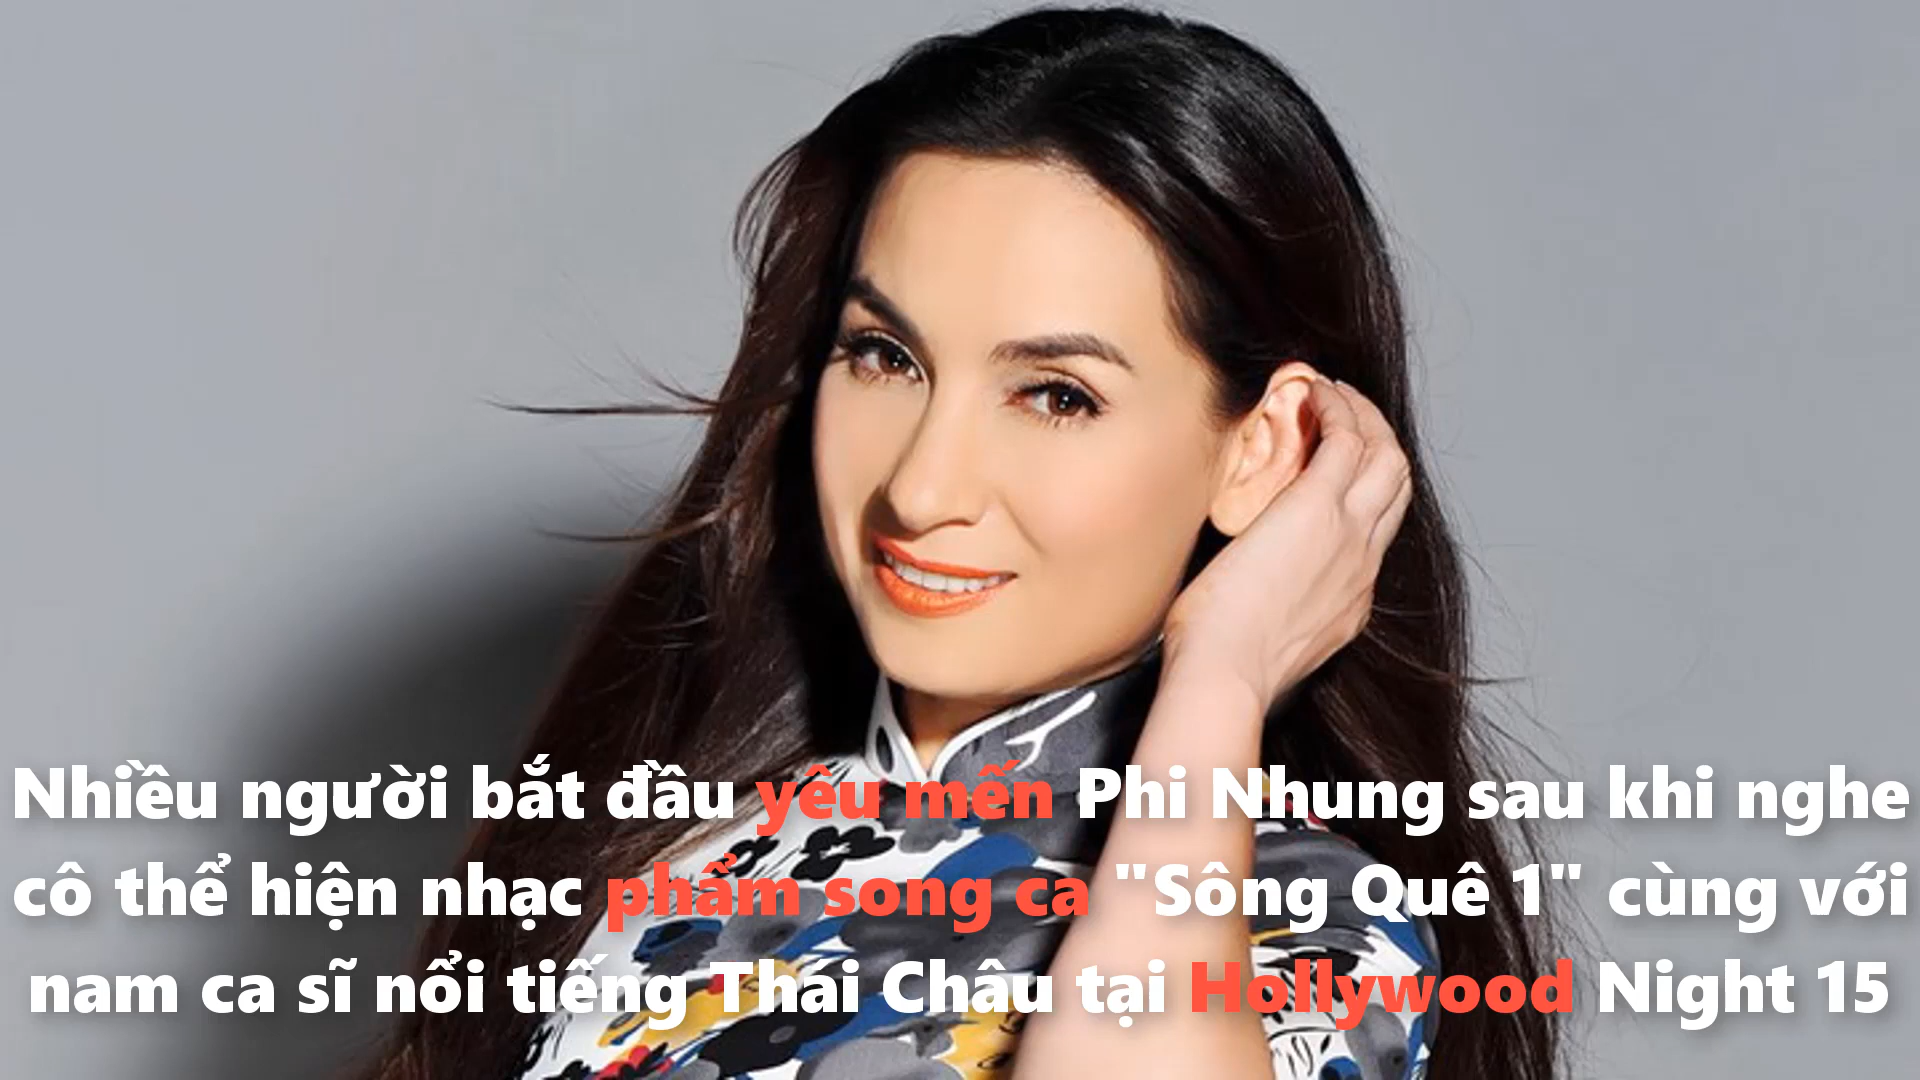 Nhiều người bắt đầu yêu mến Phi Nhung sau khi nghe
cô thể hiện nhạc phẩm song ca "Sông Quê 1" cùng với
nam ca sĩ nổi tiếng Thái Châu tại Hollywood Night 15